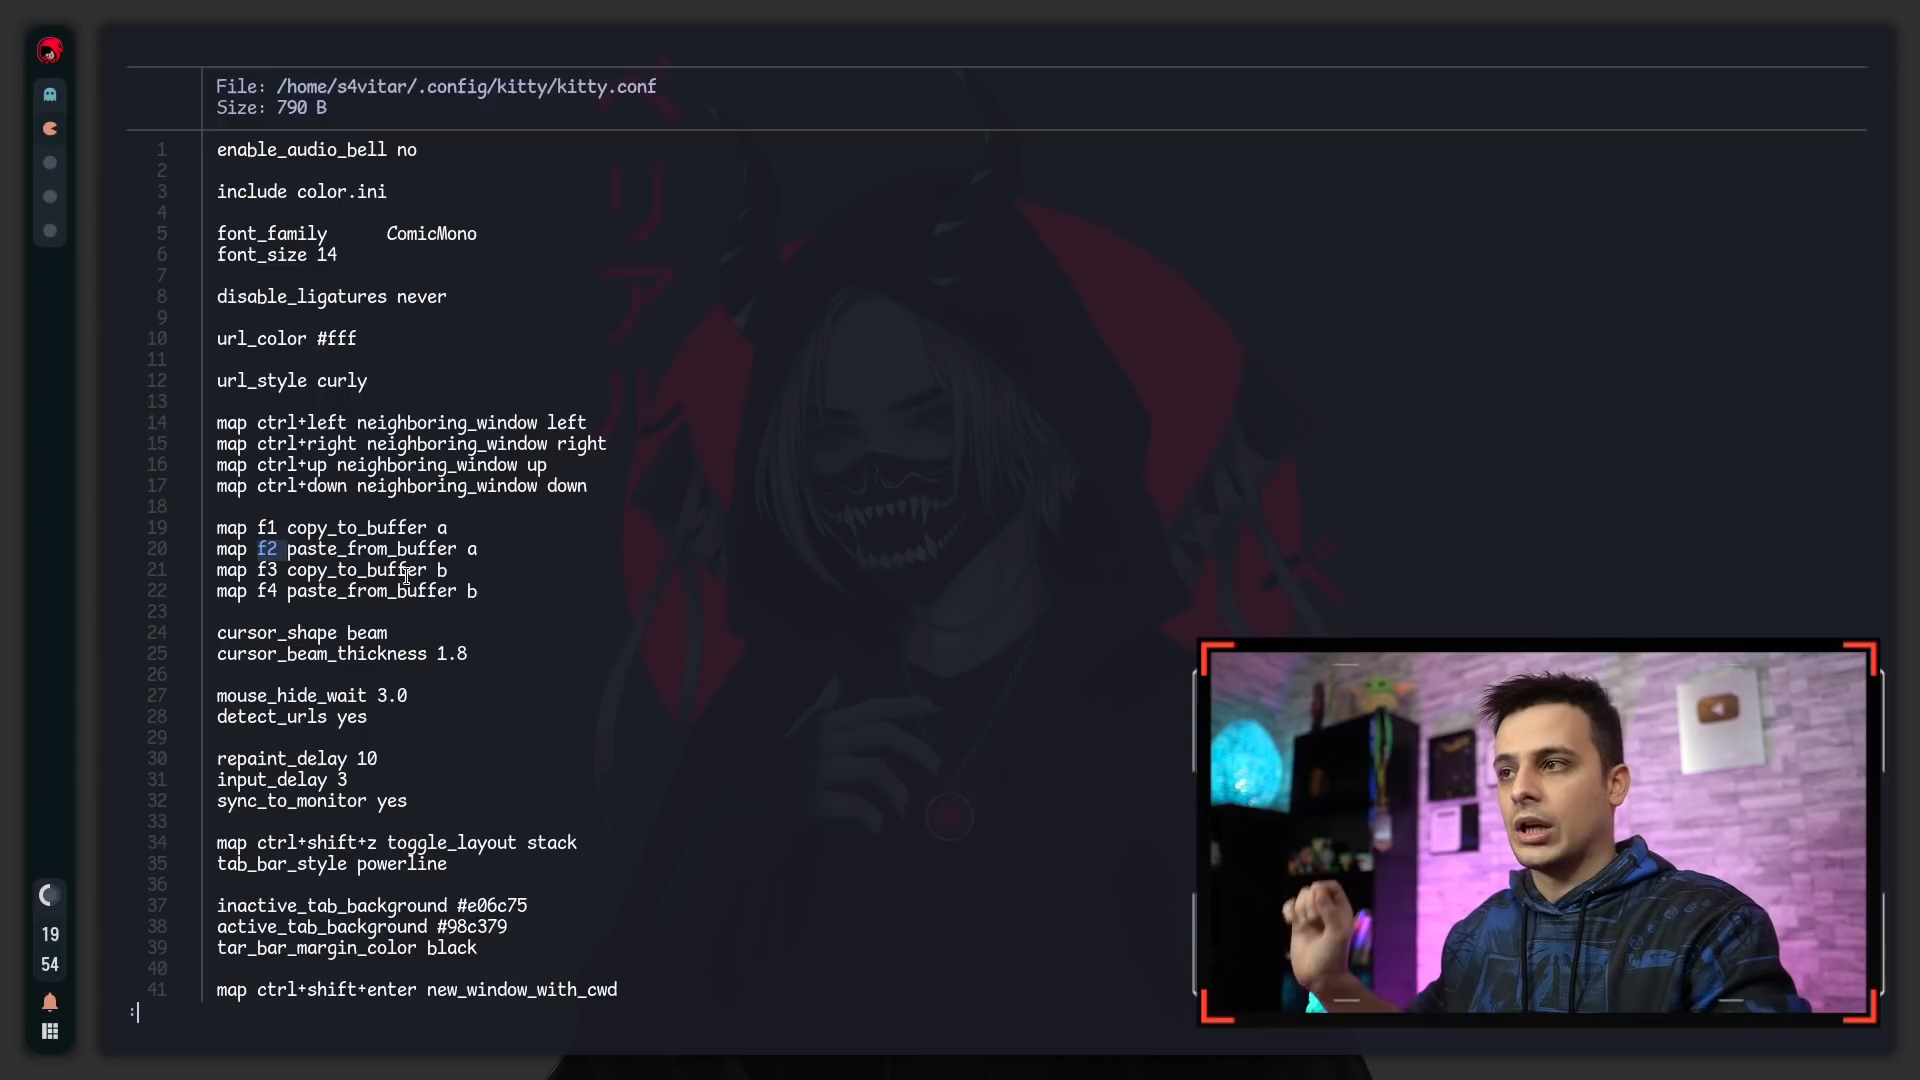 File: /home/s4vitar/.config/kitty/kitty.conf
Size: 790 B
1 enable_audio_bell no
2
3 include color.ini
4
5 font_family      ComicMono
6 font_size 14
7
8 disable_ligatures never
9
10 url_color #fff
11
12 url_style curly
13
14 map ctrl+left neighboring_window left
15 map ctrl+right neighboring_window right
16 map ctrl+up neighboring_window up
17 map ctrl+down neighboring_window down
18
19 map f1 copy_to_buffer a
20 map f2 paste_from_buffer a
21 map f3 copy_to_buffer b
22 map f4 paste_from_buffer b
23
24 cursor_shape beam
25 cursor_beam_thickness 1.8
26
27 mouse_hide_wait 3.0
28 detect_urls yes
29
30 repaint_delay 10
31 input_delay 3
32 sync_to_monitor yes
33
34 map ctrl+shift+z toggle_layout stack
35 tab_bar_style powerline
36
37 inactive_tab_background #e06c75
38 active_tab_background #98c379
39 tar_bar_margin_color black
40
41 map ctrl+shift+enter new_window_with_cwd
:
19
54